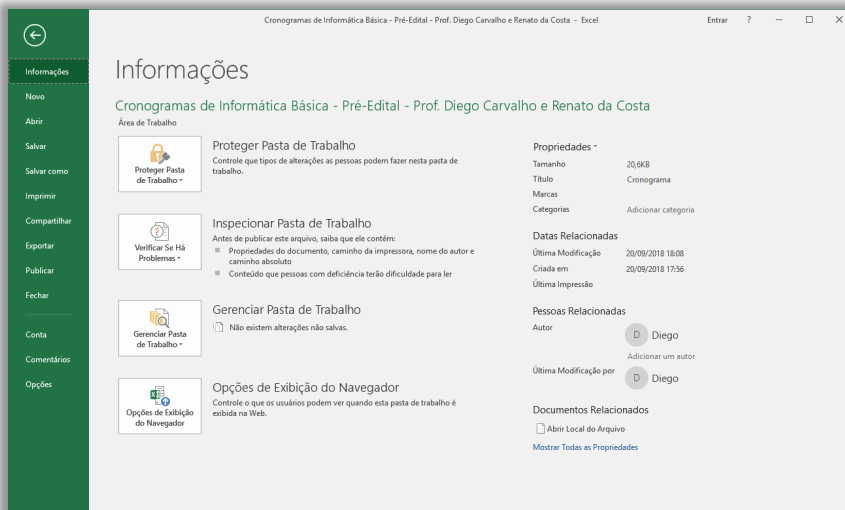 Cronogramas de Informática Básica - Pré-Edital - Prof. Diego Carvalho e Renato da Costa - Excel
Entrar ?
Informações
Novo
Abrir
Salvar
Salvar como
Imprimir
Compartilhar
Exportar
Publicar
Fechar
Conta
Comentários
Opções
Informações
Cronogramas de Informática Básica - Pré-Edital - Prof. Diego Carvalho e Renato da Costa
Área de Trabalho
Proteger Pasta
de Trabalho
Proteger Pasta de Trabalho
Controle que tipos de alterações as pessoas podem fazer nesta pasta de
trabalho.
Verificar Se Há
Problemas
Inspecionar Pasta de Trabalho
Antes de publicar este arquivo, saiba que ele contém:
Propriedades do documento, caminho da impressora, nome do autor e
caminho absoluto
Conteúdo que pessoas com deficiência terão dificuldade para ler
Gerenciar Pasta
de Trabalho
Gerenciar Pasta de Trabalho
Não existem alterações não salvas.
Opções de Exibição
do Navegador
Opções de Exibição do Navegador
Controle o que os usuários podem ver quando esta pasta de trabalho é
exibida na Web.
Propriedades
Tamanho 20,6KB
Título Cronograma
Marcas
Categorias Adicionar categoria
Datas Relacionadas
Última Modificação 20/09/2018 18:08
Criada em 20/09/2018 17:56
Última Impressão
Pessoas Relacionadas
Autor
D Diego
Adicionar um autor
Última Modificação por
D Diego
Documentos Relacionados
Abrir Local do Arquivo
Mostrar Todas as Propriedades